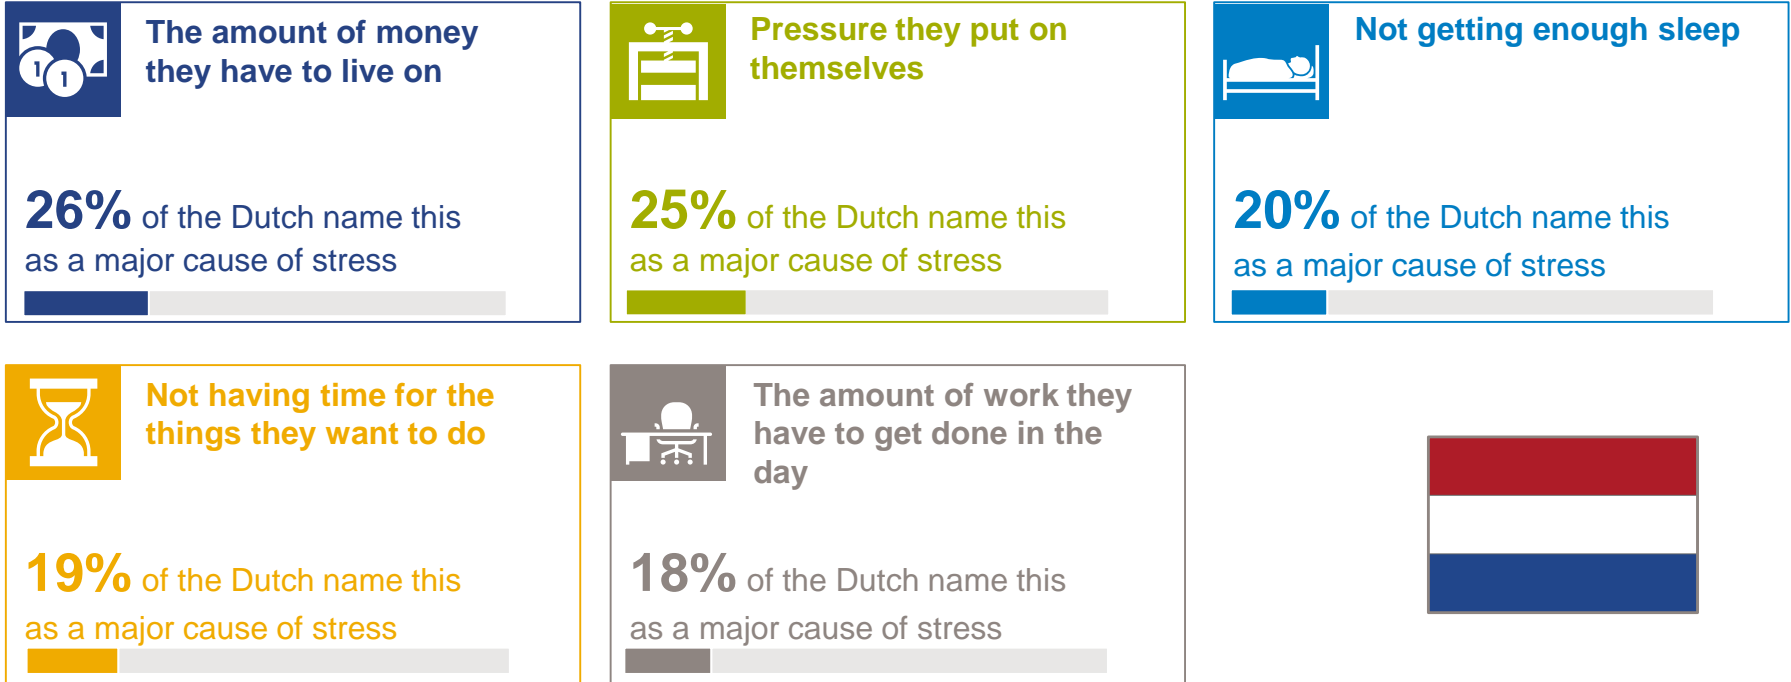 The amount of money
they have to live on
1 1
26% of the Dutch name this
as a major cause of stress
Pressure they put on
themselves
25% of the Dutch name this
as a major cause of stress
Not getting enough sleep
20% of the Dutch name this
as a major cause of stress
Not having time for the
things they want to do
19% of the Dutch name this
as a major cause of stress
The amount of work they
have to get done in the
day
18% of the Dutch name this
as a major cause of stress